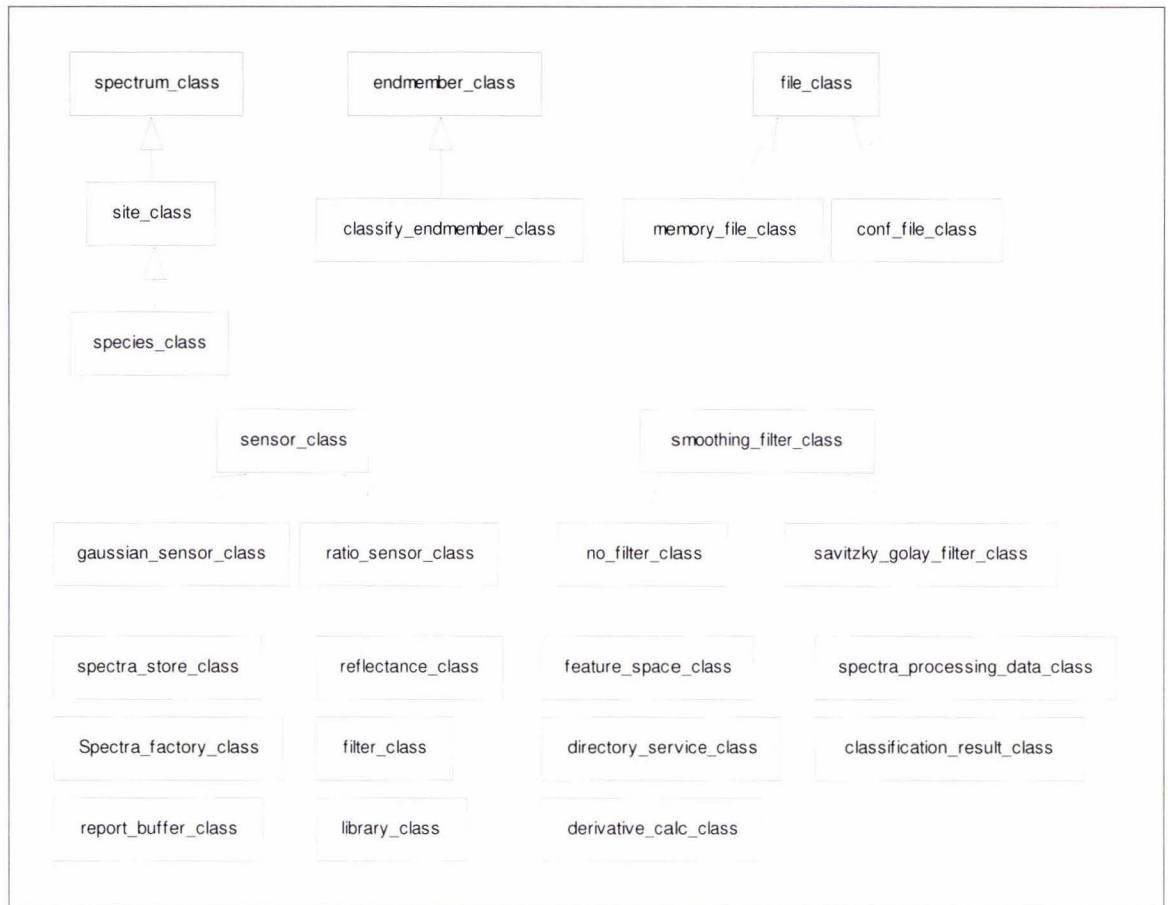 spectrum_class
endmember_class
file_class
site_class
classify_endmember_class
memory_file_class
conf_file_class
species_class
sensor_class
smoothing_filter_class
gaussian_sensor_class
ratio_sensor_class
no_filter_class
savitzky_golay_filter_class
spectra_store_class
reflectance_class
feature_space_class
spectra_processing_data_class
Spectra_factory_class
filter_class
directory_service_class
classification_result_class
report_buffer_class
library_class
derivative_calc_class